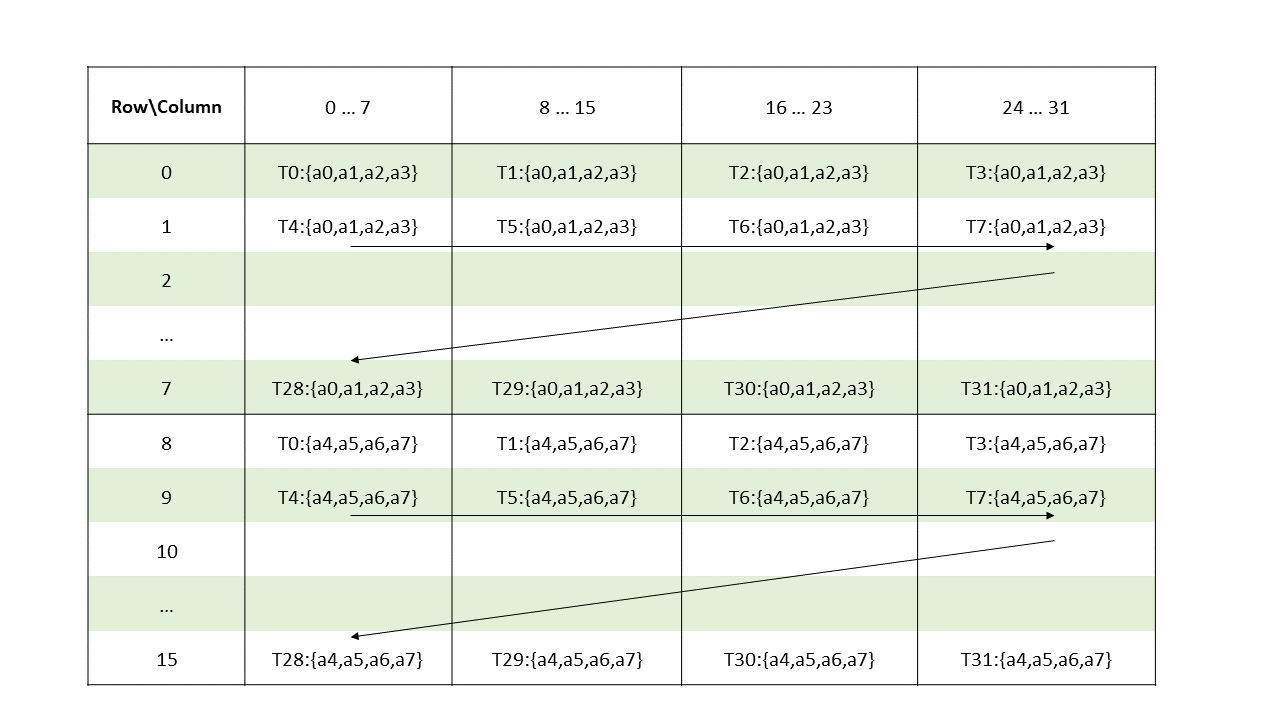 Row\Column 0 ... 7 8 ... 15 16 ... 23 24 ... 31
0 T0:{a0,a1,a2,a3} T1:{a0,a1,a2,a3} T2:{a0,a1,a2,a3} T3:{a0,a1,a2,a3}
1 T4:{a0,a1,a2,a3} T5:{a0,a1,a2,a3} T6:{a0,a1,a2,a3} T7:{a0,a1,a2,a3}
2
...
7 T28:{a0,a1,a2,a3} T29:{a0,a1,a2,a3} T30:{a0,a1,a2,a3} T31:{a0,a1,a2,a3}
8 T0:{a4,a5,a6,a7} T1:{a4,a5,a6,a7} T2:{a4,a5,a6,a7} T3:{a4,a5,a6,a7}
9 T4:{a4,a5,a6,a7} T5:{a4,a5,a6,a7} T6:{a4,a5,a6,a7} T7:{a4,a5,a6,a7}
10
...
15 T28:{a4,a5,a6,a7} T29:{a4,a5,a6,a7} T30:{a4,a5,a6,a7} T31:{a4,a5,a6,a7}